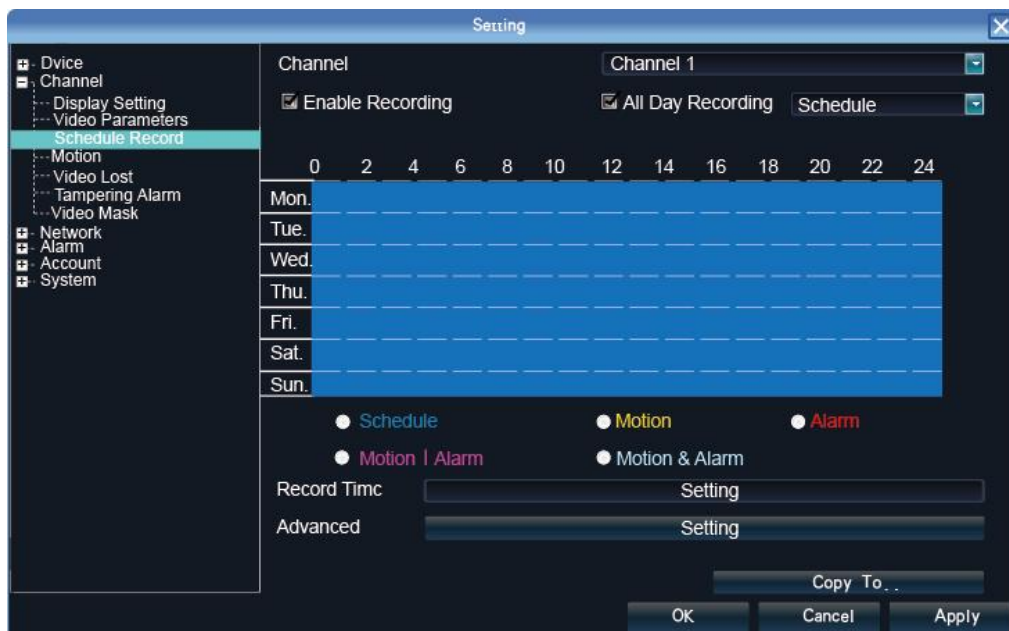 Setting
Dvice
Channel
Display Setting
Video Parameters
Schedule Record
Motion
Video Lost
Tampering Alarm
Video Mask
Network
Alarm
Account
System
Channel Channel 1
Enable Recording All Day Recording Schedule
0 2 4 6 8 10 12 14 16 18 20 22 24
Mon.
Tue.
Wed.
Thu.
Fri.
Sat.
Sun.
Schedule Motion Alarm
Motion | Alarm Motion & Alarm
Record Timc Setting
Advanced Setting
Copy To..
OK Cancel Apply